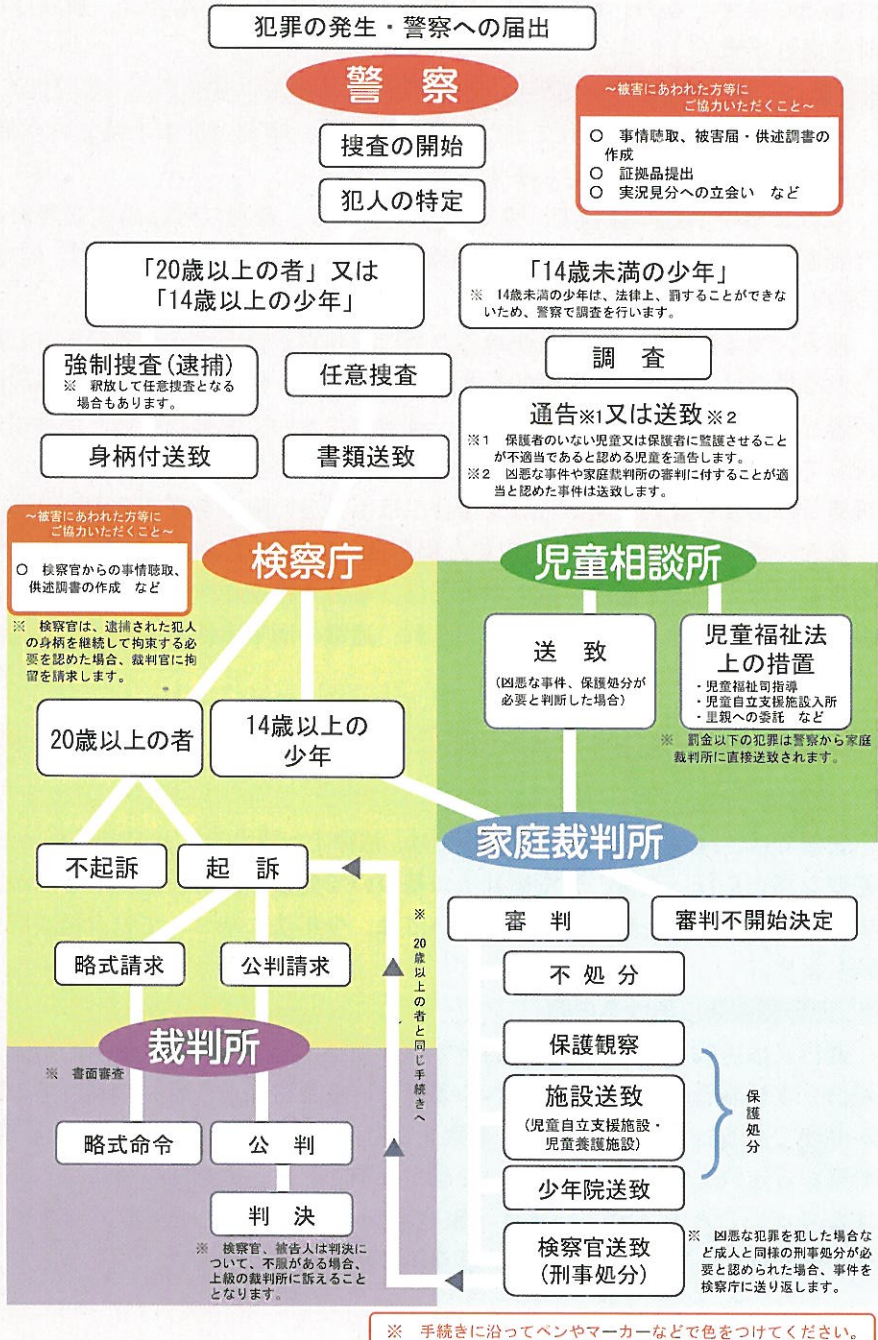 犯罪の発生・警察への届出
警察
～被害にあわれた方等に
ご協力いただくこと～
○ 事情聴取、被害届・供述調書の
作成
○ 証拠品提出
○ 実況見分への立会い など
捜査の開始
犯人の特定
「20歳以上の者」又は
「14歳以上の少年」
「14歳未満の少年」
※ 14歳未満の少年は、法律上、罰することができな
いため、警察で調査を行います。
強制捜査(逮捕)
※ 釈放して任意捜査となる
場合もあります。
任意捜査
調 査
身柄付送致
書類送致
通告※1又は送致※2
※1 保護者のいない児童又は保護者に監護させること
が不適当であると認める児童を通告します。
※2 凶悪な事件や家庭裁判所の審判に付することが適
当と認めた事件は送致します。
～被害にあわれた方等に
ご協力いただくこと～
○ 検察官からの事情聴取、
供述調書の作成 など
検察庁
児童相談所
※ 検察官は、逮捕された犯人
の身柄を継続して拘束する必
要を認めた場合、裁判官に拘
留を請求します。
送 致
(凶悪な事件、保護処分が
必要と判断した場合)
児童福祉法
上の措置
・児童福祉司指導
・児童自立支援施設入所
・里親への委託 など
※ 罰金以下の犯罪は警察から家庭
裁判所に直接送致されます。
20歳以上の者
14歳以上の
少年
家庭裁判所
不起訴
起 訴
審 判
審判不開始決定
※ 20歳以上の者と同じ手続きへ
略式請求
公判請求
不処分
裁判所
※ 書面審査
保護観察
施設送致
(児童自立支援施設・
児童養護施設)
保護処分
略式命令
公 判
少年院送致
判 決
※ 検察官、被告人は判決に
ついて、不服がある場合、
上級の裁判所に訴えること
となります。
検察官送致
(刑事処分)
※ 凶悪な犯罪を犯した場合な
ど成人と同様の刑事処分が必
要と認められた場合、事件を
検察庁に送り返します。
※ 手続きに沿ってペンやマーカーなどで色をつけてください。